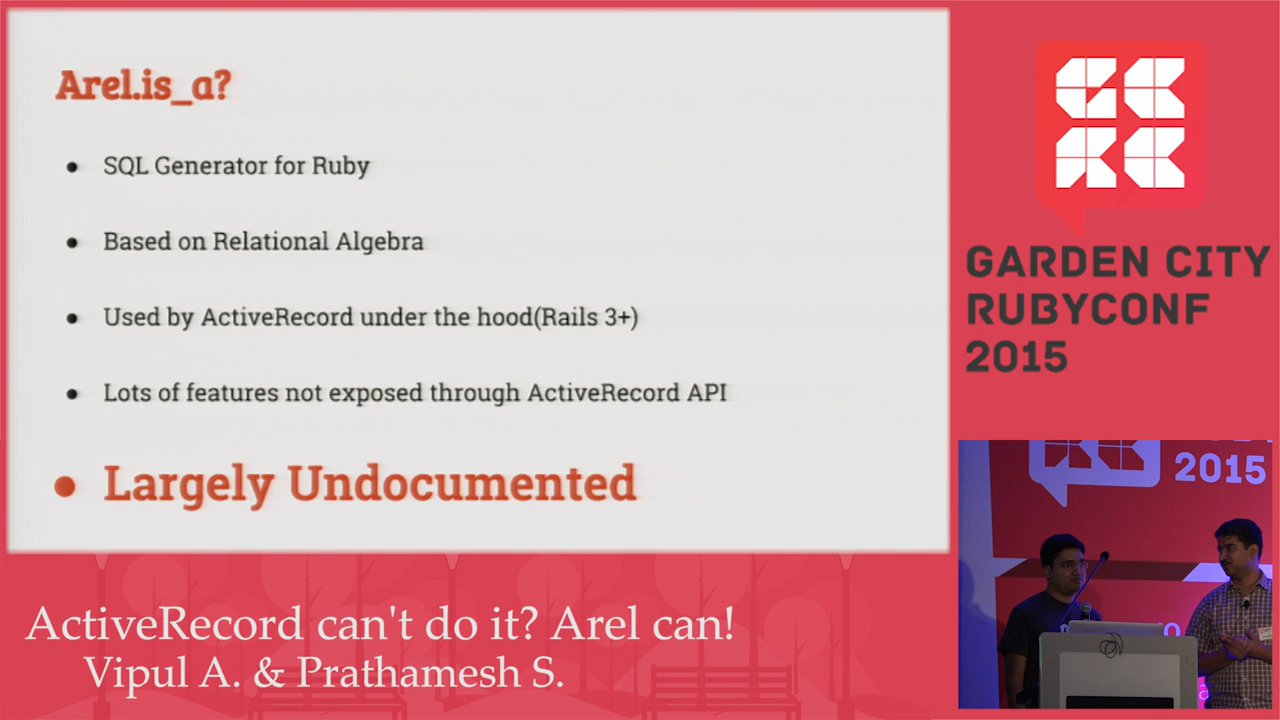 Arel.is_a?
● SQL Generator for Ruby
● Based on Relational Algebra
● Used by ActiveRecord under the hood(Rails 3+)
● Lots of features not exposed through ActiveRecord API
● Largely Undocumented
GCRC
GARDEN CITY
RUBYCONF
2015
2015
ActiveRecord can't do it? Arel can!
Vipul A. & Prathamesh S.